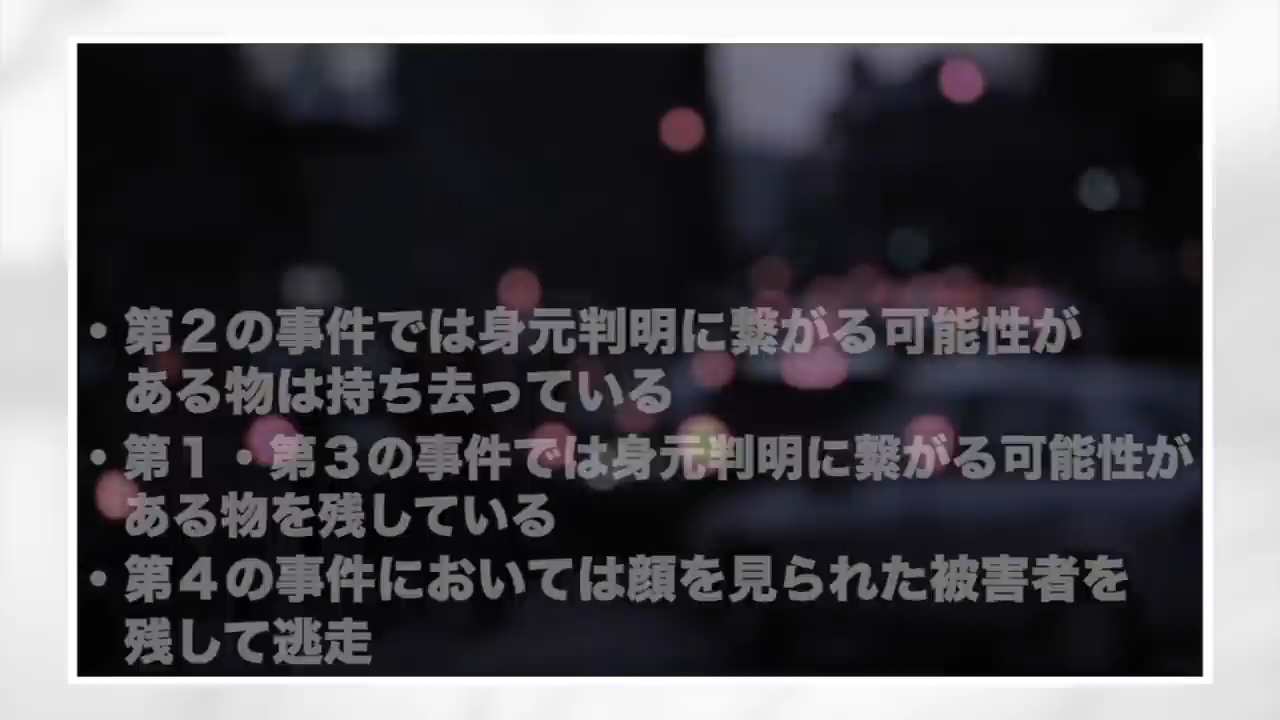 ・第２の事件では身元判明に繋がる可能性が
ある物は持ち去っている
・第１・第３の事件では身元判明に繋がる可能性が
ある物を残している
・第４の事件においては顔を見られた被害者を
残して逃走